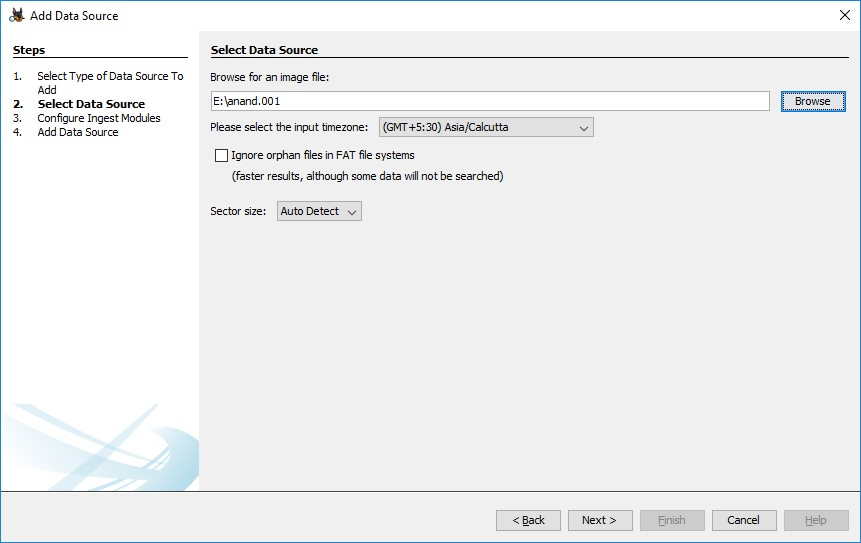 Add Data Source
Steps
1. Select Type of Data Source To
Add
2. Select Data Source
3. Configure Ingest Modules
4. Add Data Source
Select Data Source
Browse for an image file:
E:\anand.001
Browse
Please select the input timezone: (GMT+5:30) Asia/Calcutta
Ignore orphan files in FAT file systems
(faster results, although some data will not be searched)
Sector size: Auto Detect
< Back Next > Finish Cancel Help